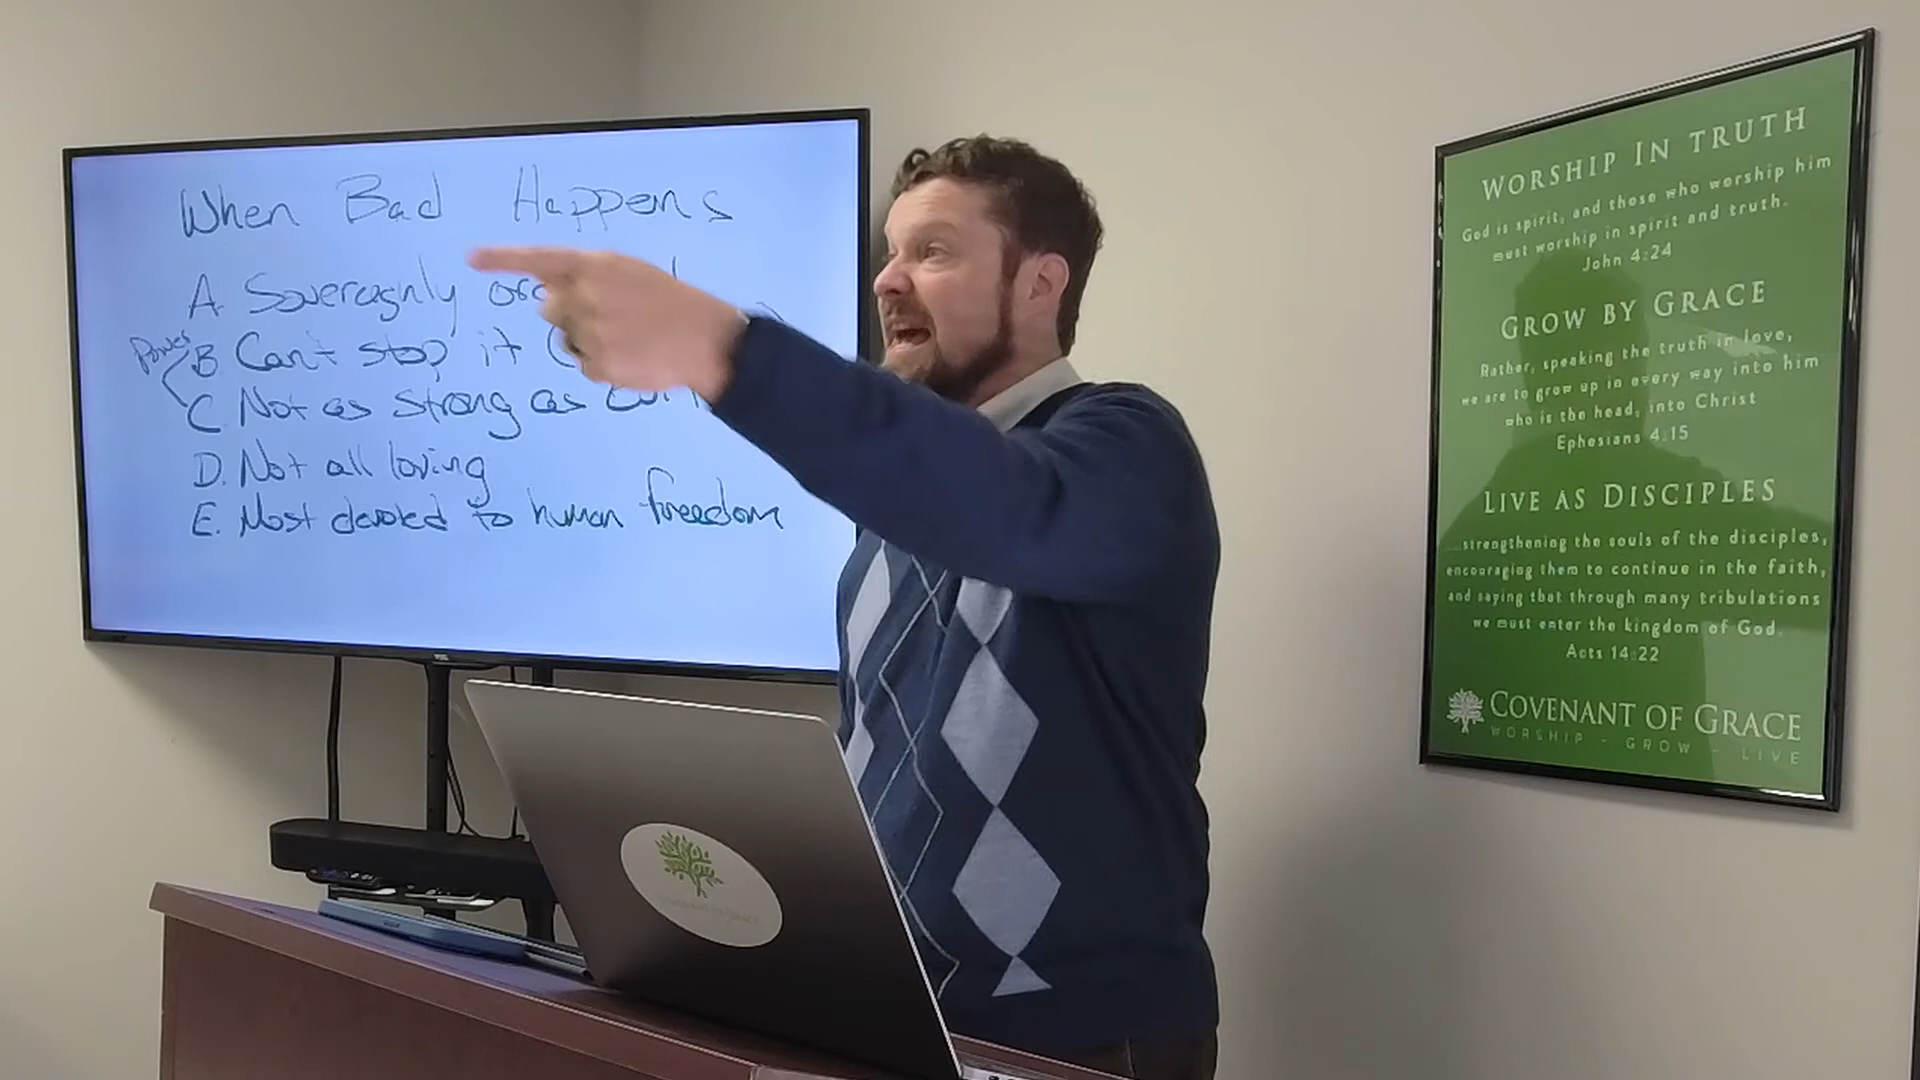 When Bad Happens
A. Sovereignly
Power
B Can't stop it (
C. Not as strong as
D. Not all loving
E. Most devoted to human freedom
WORSHIP IN TRUTH
God is spirit, and those who worship him
must worship in spirit and truth.
John 4:24
GROW BY GRACE
Rather, speaking the truth in love,
we are to grow up in every way into him
who is the head, into Christ
Ephesians 4:15
LIVE AS DISCIPLES
...strengthening the souls of the disciples,
encouraging them to continue in the faith,
and saying that through many tribulations
we must enter the kingdom of God.
Acts 14:22
COVENANT OF GRACE
WORSHIP - GROW - LIVE
COVENANT OF GRACE